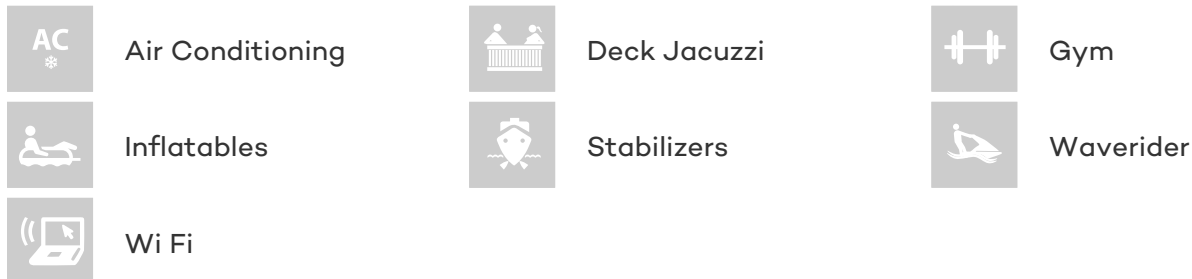 AC
Air Conditioning
Deck Jacuzzi
Gym
Inflatables
Stabilizers
Waverider
Wi Fi